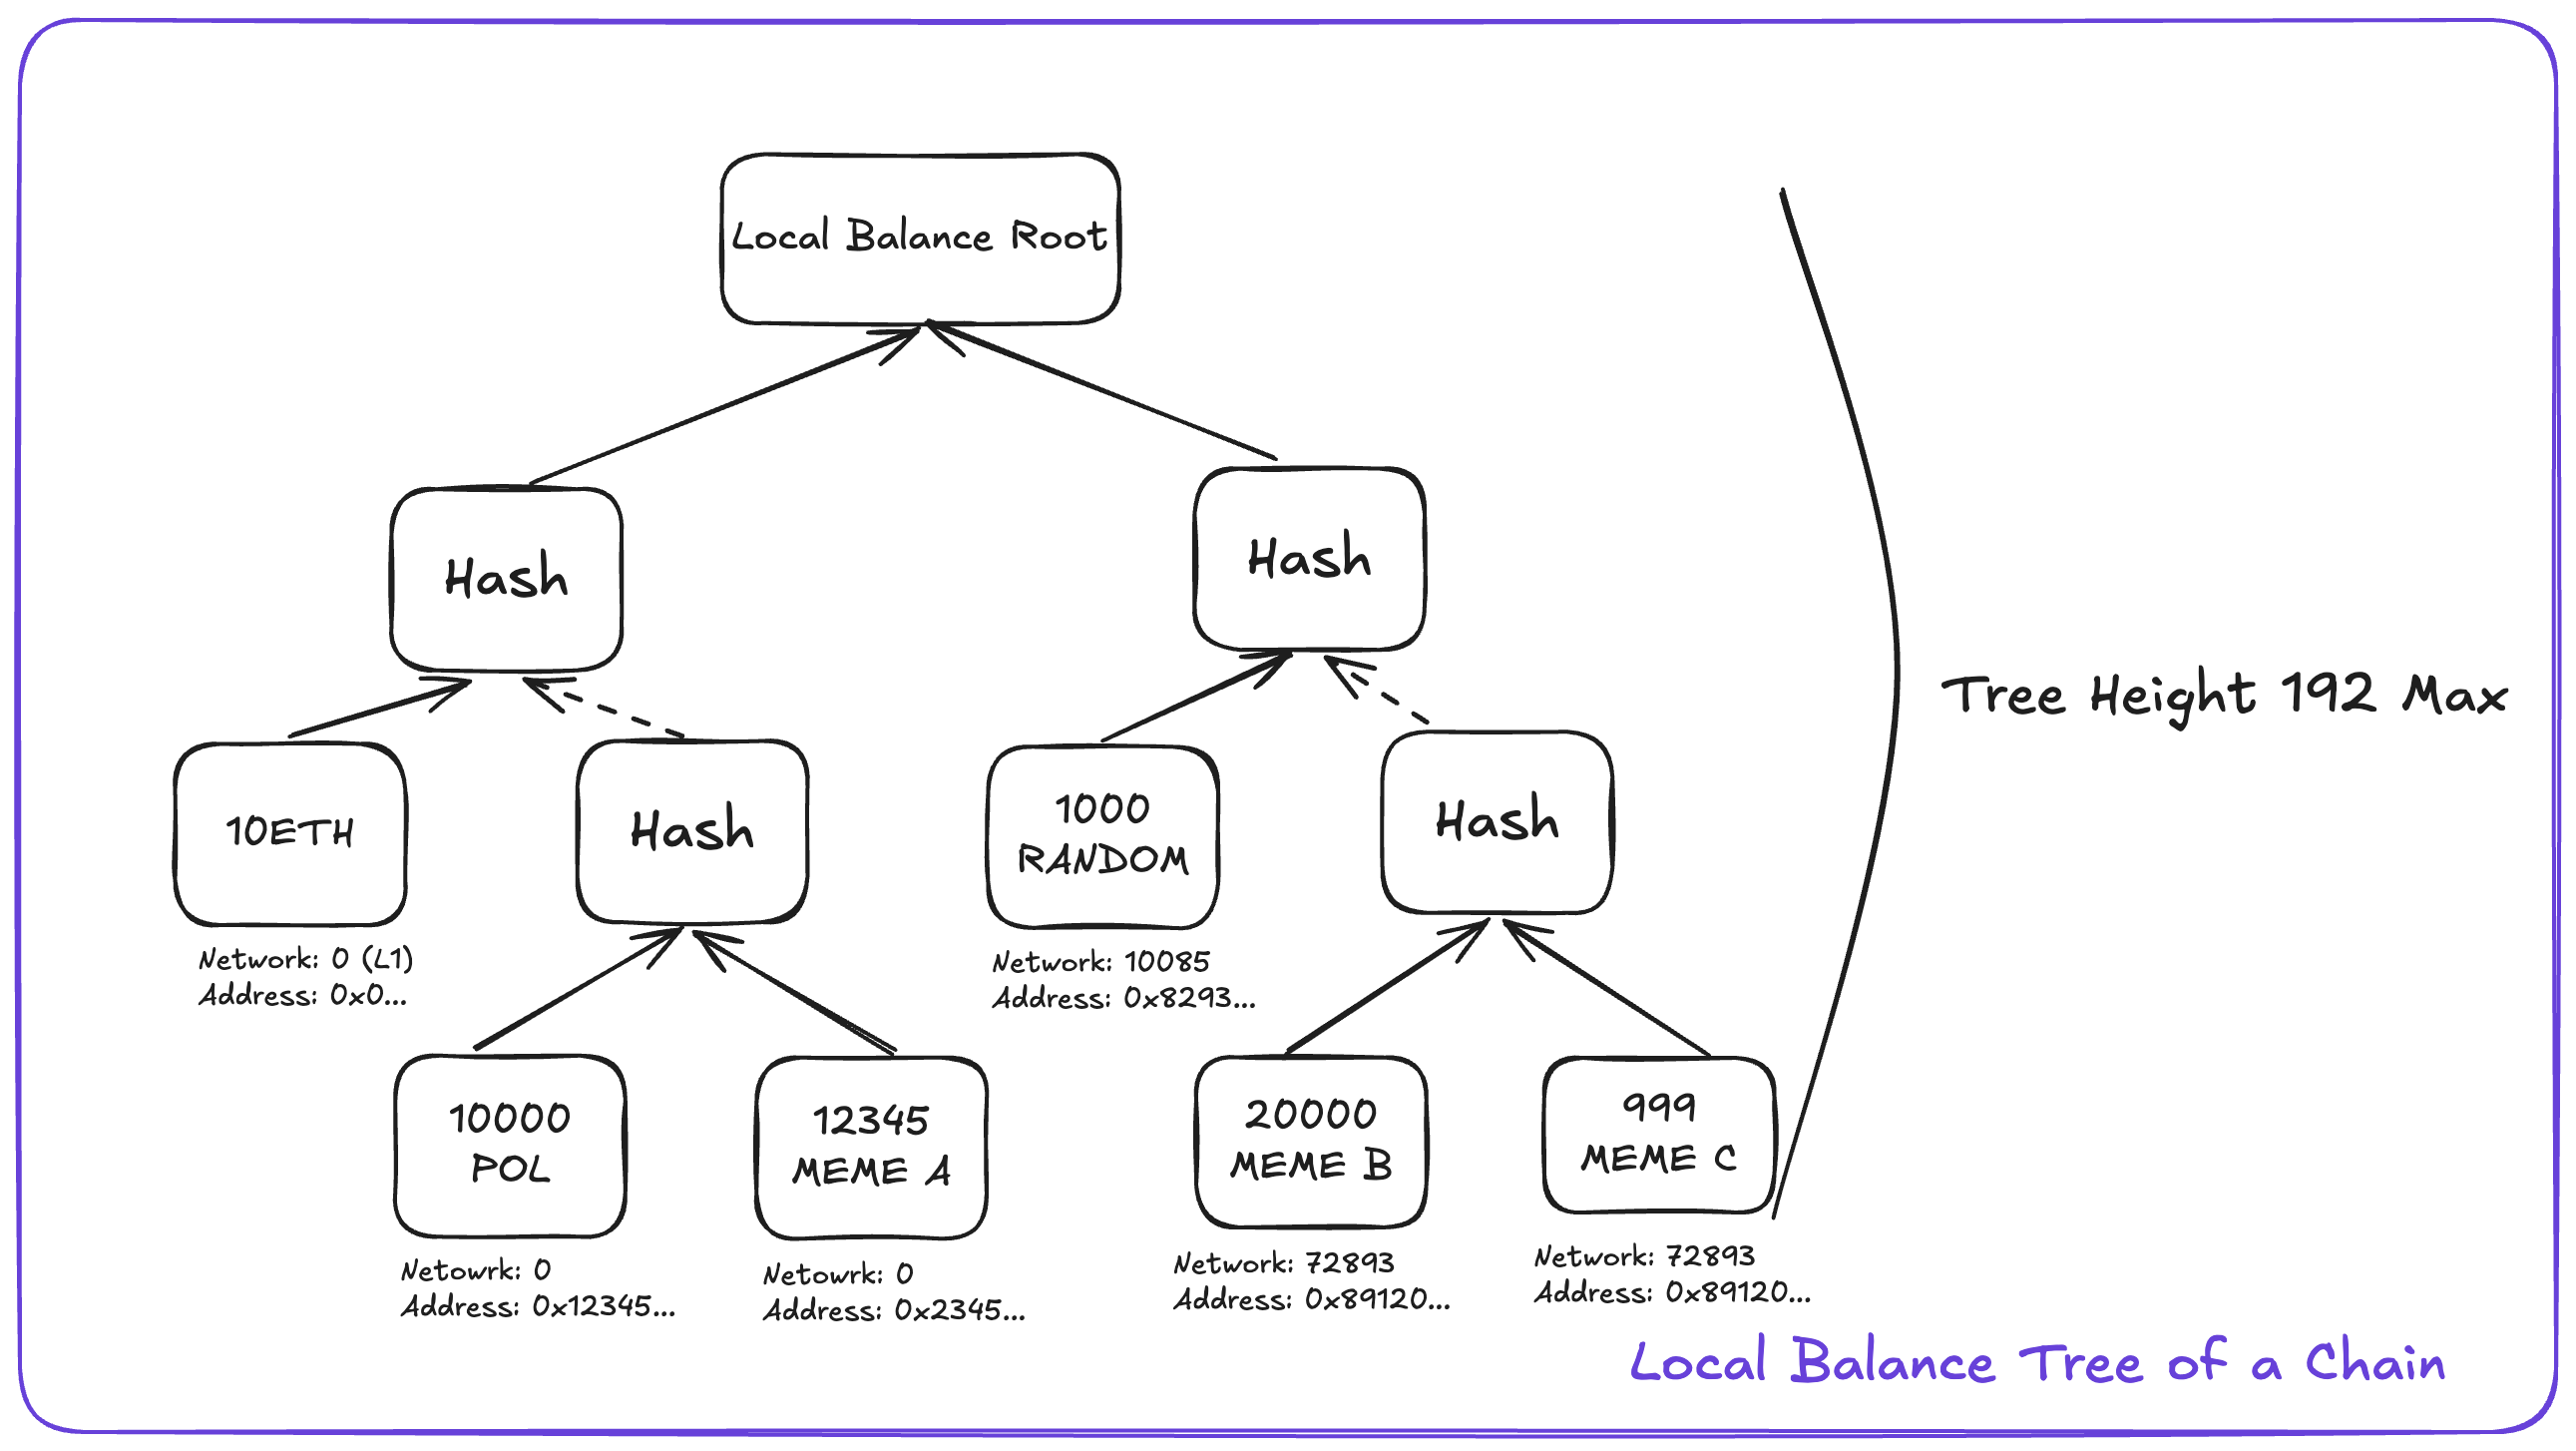 Local Balance Root
Hash
Hash
Tree Height 192 Max
10ETH
Hash
1000
RANDOM
Hash
Network: 0 (L1)
Address: 0x0...
Network: 10085
Address: 0x8293...
10000
POL
12345
MEME A
20000
MEME B
999
MEME C
Netowrk: 0
Address: 0x12345...
Netowrk: 0
Address: 0x2345...
Network: 72893
Address: 0x89120...
Network: 72893
Address: 0x89120...
Local Balance Tree of a Chain